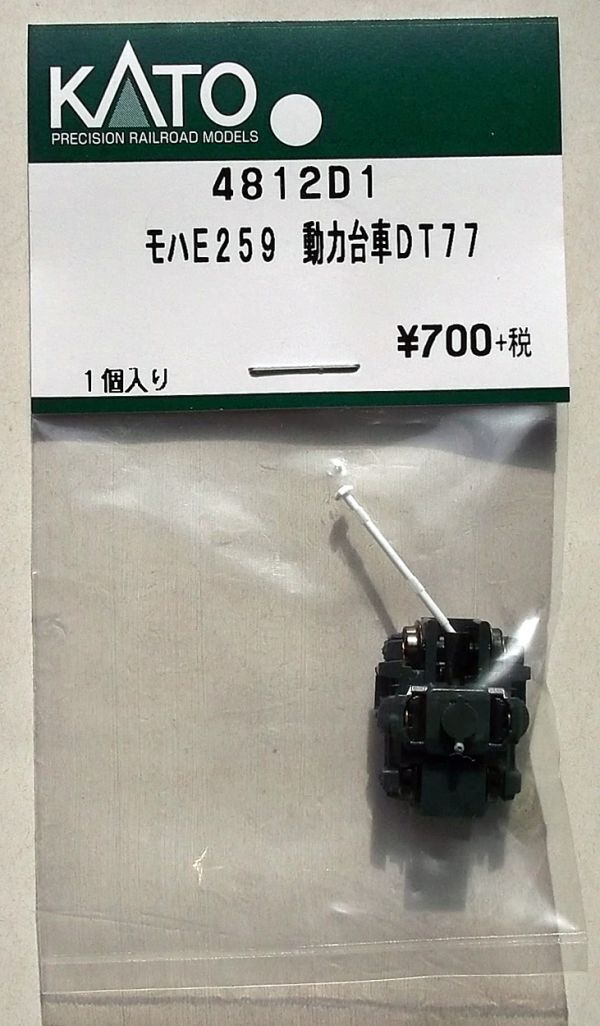 KATO
PRECISION RAILROAD MODELS
4812D1
モハE259 動力台車DT77
¥700+税
1個入り